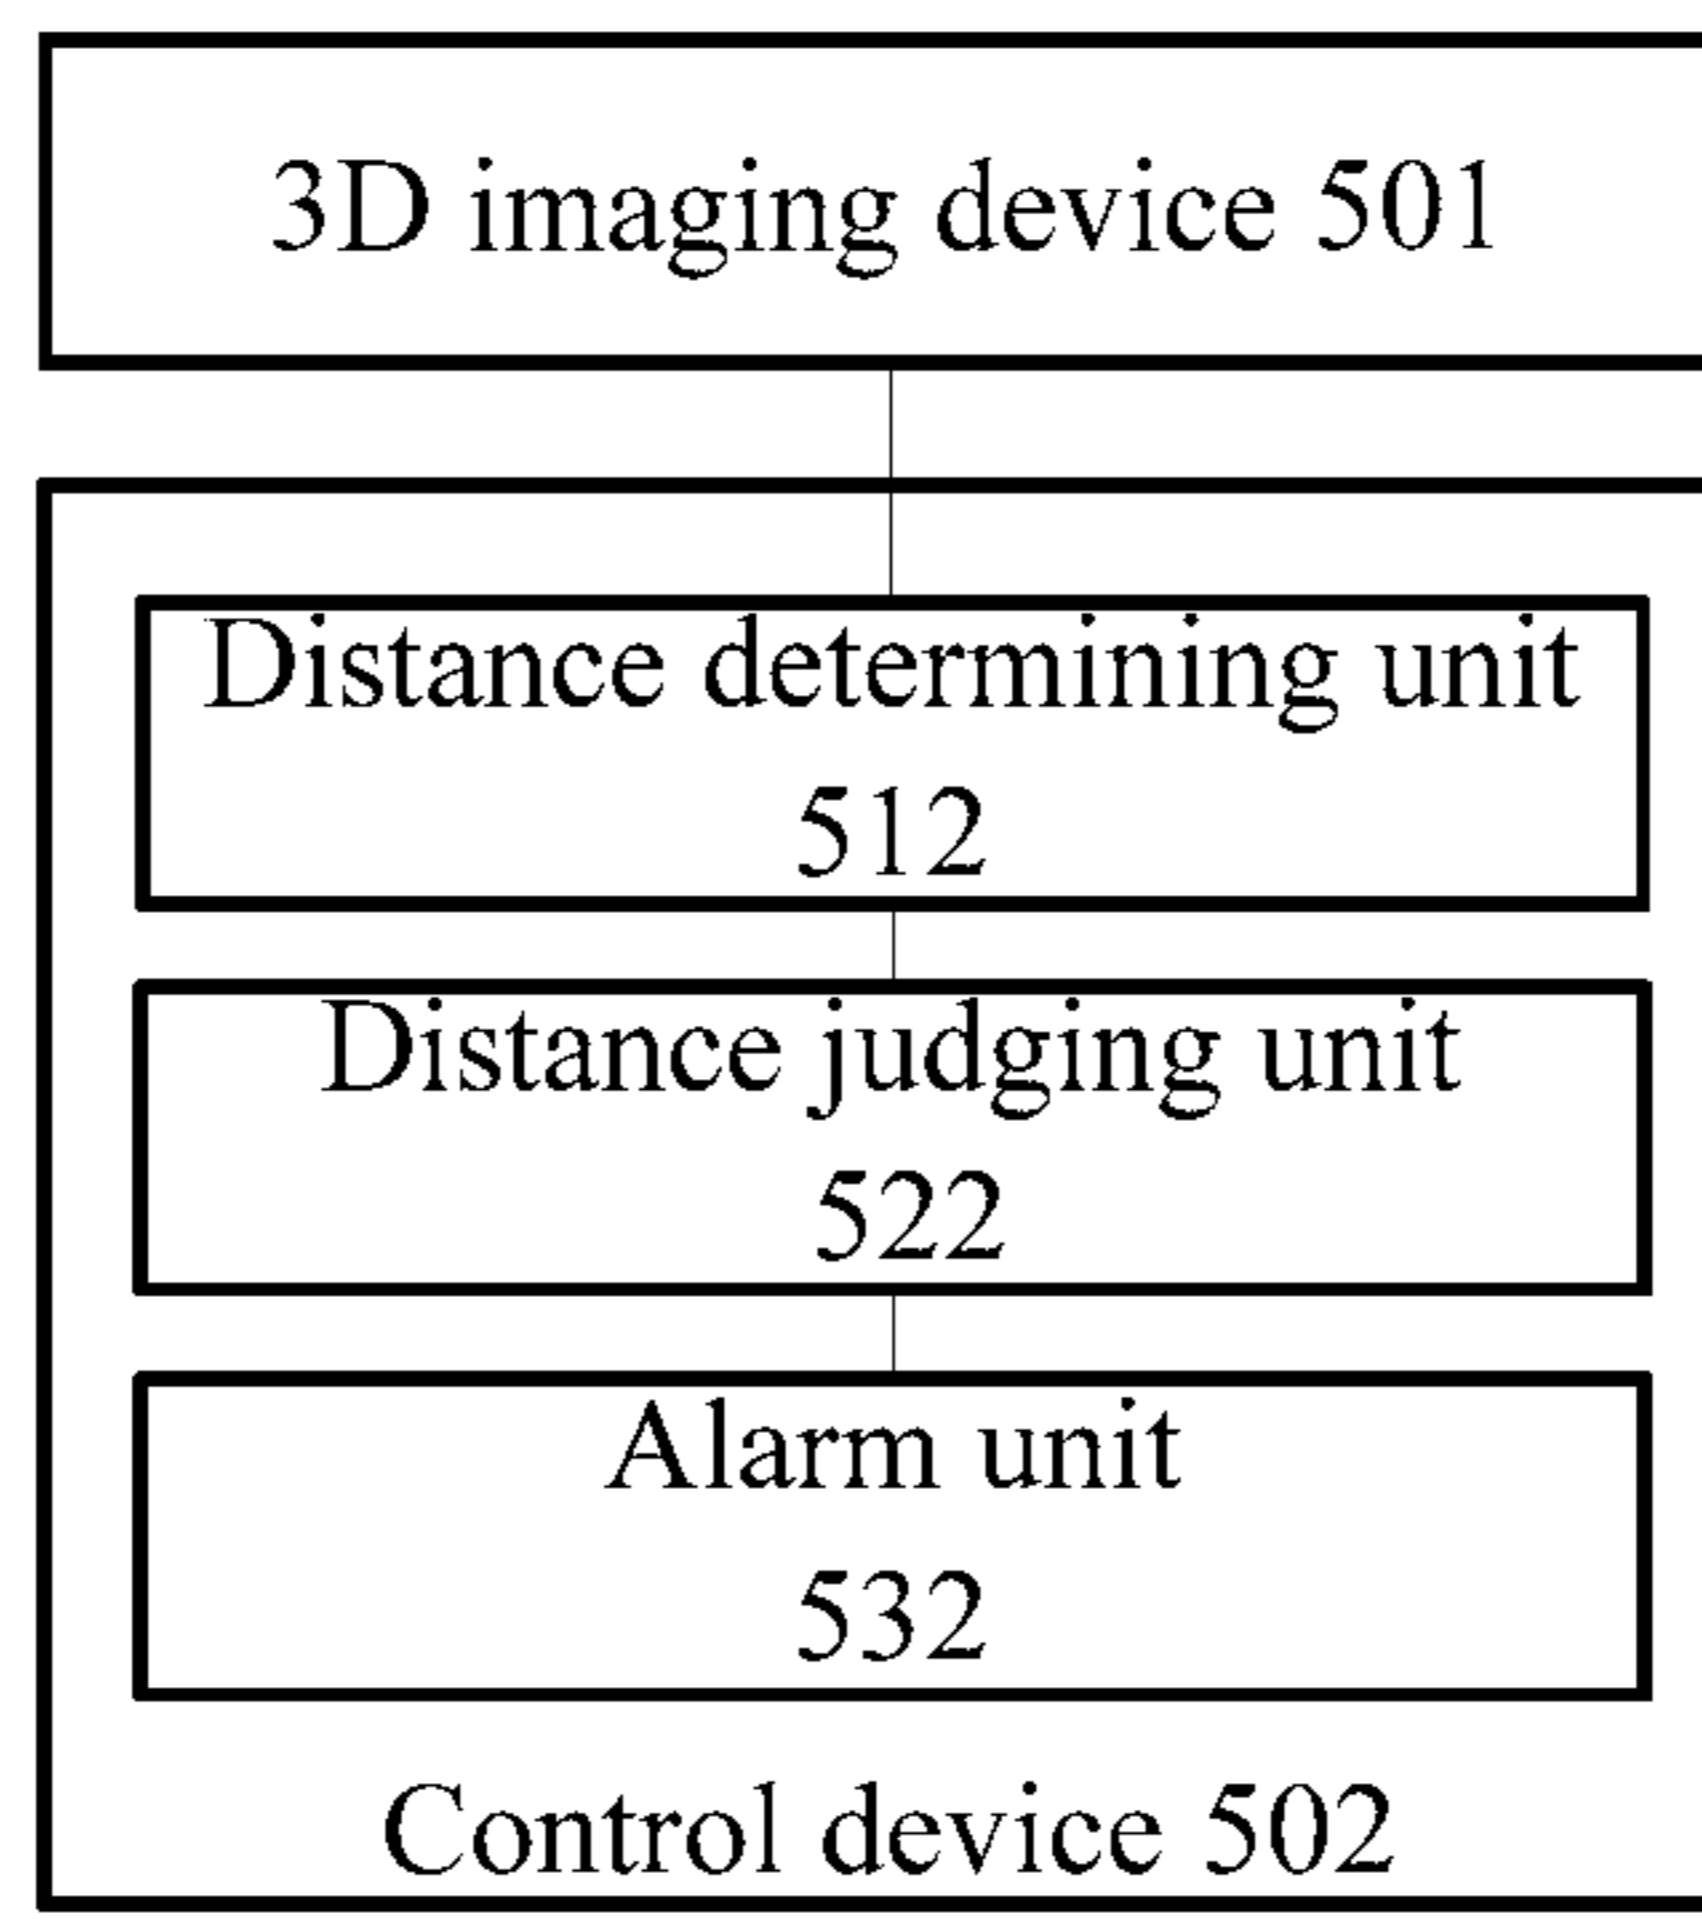 3D imaging device 501
Distance determining unit
512
Distance judging unit
522
Alarm unit
532
Control device 502